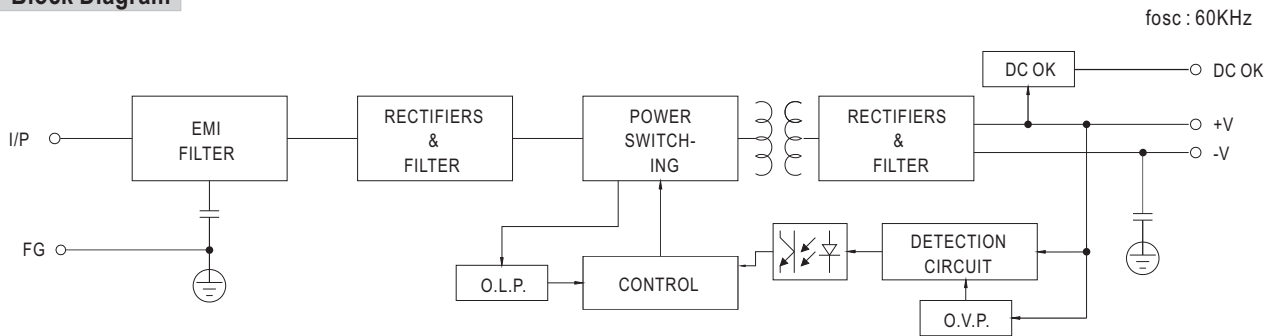 Block Diagram
fosc : 60KHz
DC OK
DC OK
I/P
EMI
FILTER
RECTIFIERS
&
FILTER
POWER
SWITCH-
ING
RECTIFIERS
&
FILTER
+V
-V
FG
O.L.P.
CONTROL
DETECTION
CIRCUIT
O.V.P.